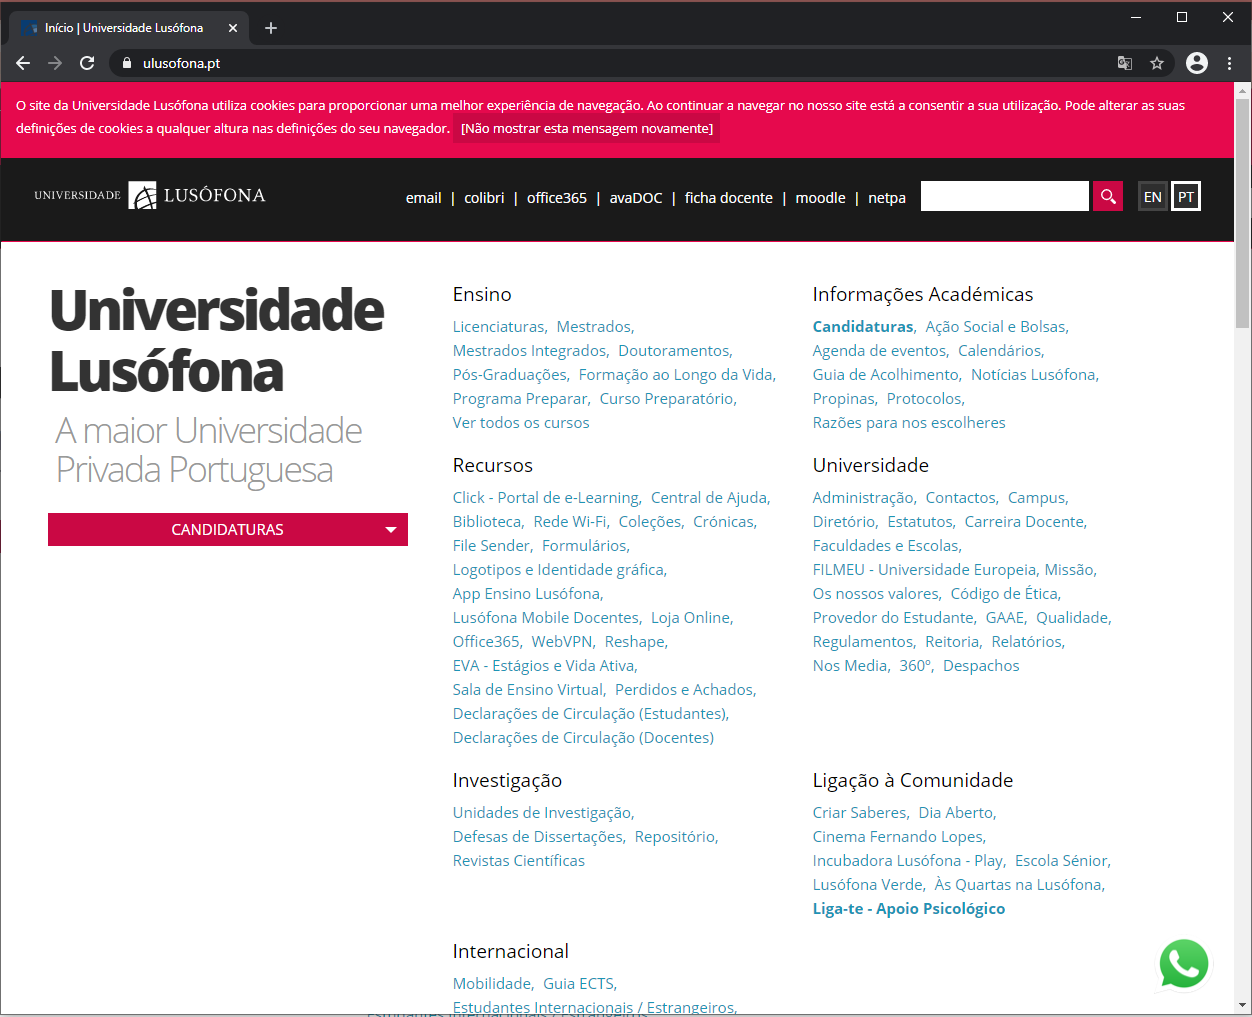 Início | Universidade Lusófona
ulusofona.pt
O site da Universidade Lusófona utiliza cookies para proporcionar uma melhor experiência de navegação. Ao continuar a navegar no nosso site está a consentir a sua utilização. Pode alterar as suas
definições de cookies a qualquer altura nas definições do seu navegador. [Não mostrar esta mensagem novamente]
UNIVERSIDADE LUSÓFONA
email | colibri | office365 | avaDOC | ficha docente | moodle | netpa
EN PT
Universidade
Lusófona
A maior Universidade
Privada Portuguesa
CANDIDATURAS
Ensino
Licenciaturas, Mestrados,
Mestrados Integrados, Doutoramentos,
Pós-Graduações, Formação ao Longo da Vida,
Programa Preparar, Curso Preparatório,
Ver todos os cursos
Informações Académicas
Candidaturas, Ação Social e Bolsas,
Agenda de eventos, Calendários,
Guia de Acolhimento, Notícias Lusófona,
Propinas, Protocolos,
Razões para nos escolheres
Recursos
Click - Portal de e-Learning, Central de Ajuda,
Biblioteca, Rede Wi-Fi, Coleções, Crónicas,
File Sender, Formulários,
Logotipos e Identidade gráfica,
App Ensino Lusófona,
Lusófona Mobile Docentes, Loja Online,
Office365, WebVPN, Reshape,
EVA - Estágios e Vida Ativa,
Sala de Ensino Virtual, Perdidos e Achados,
Declarações de Circulação (Estudantes),
Declarações de Circulação (Docentes)
Universidade
Administração, Contactos, Campus,
Diretório, Estatutos, Carreira Docente,
Faculdades e Escolas,
FILMEU - Universidade Europeia, Missão,
Os nossos valores, Código de Ética,
Provedor do Estudante, GAAE, Qualidade,
Regulamentos, Reitoria, Relatórios,
Nos Media, 360º, Despachos
Investigação
Unidades de Investigação,
Defesas de Dissertações, Repositório,
Revistas Científicas
Ligação à Comunidade
Criar Saberes, Dia Aberto,
Cinema Fernando Lopes,
Incubadora Lusófona - Play, Escola Sénior,
Lusófona Verde, Às Quartas na Lusófona,
Liga-te - Apoio Psicológico
Internacional
Mobilidade, Guia ECTS,
Estudantes Internacionais / Estrangeiros,